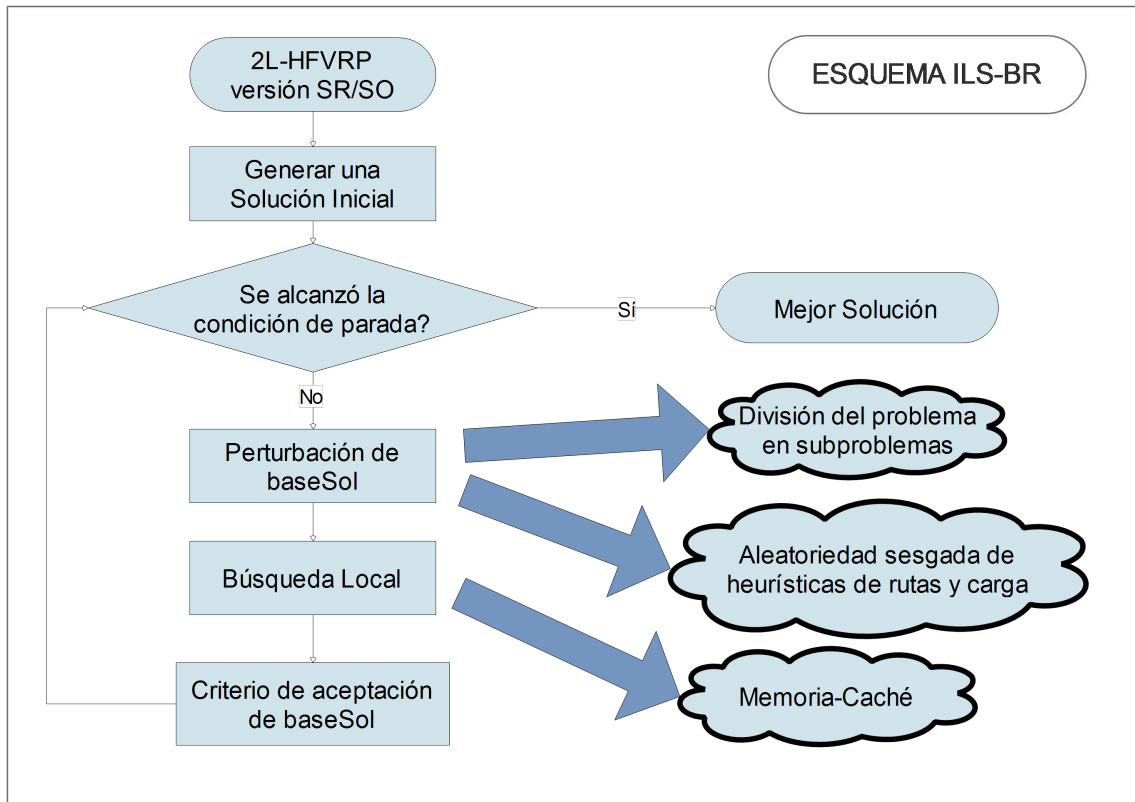 2L-HFVRP
versión SR/SO
ESQUEMA ILS-BR
Generar una
Solución Inicial
Se alcanzó la
condición de parada?
Sí
Mejor Solución
No
Perturbación de
baseSol
División del problema
en subproblemas
Búsqueda Local
Aleatoriedad sesgada de
heurísticas de rutas y carga
Criterio de aceptación
de baseSol
Memoria-Caché